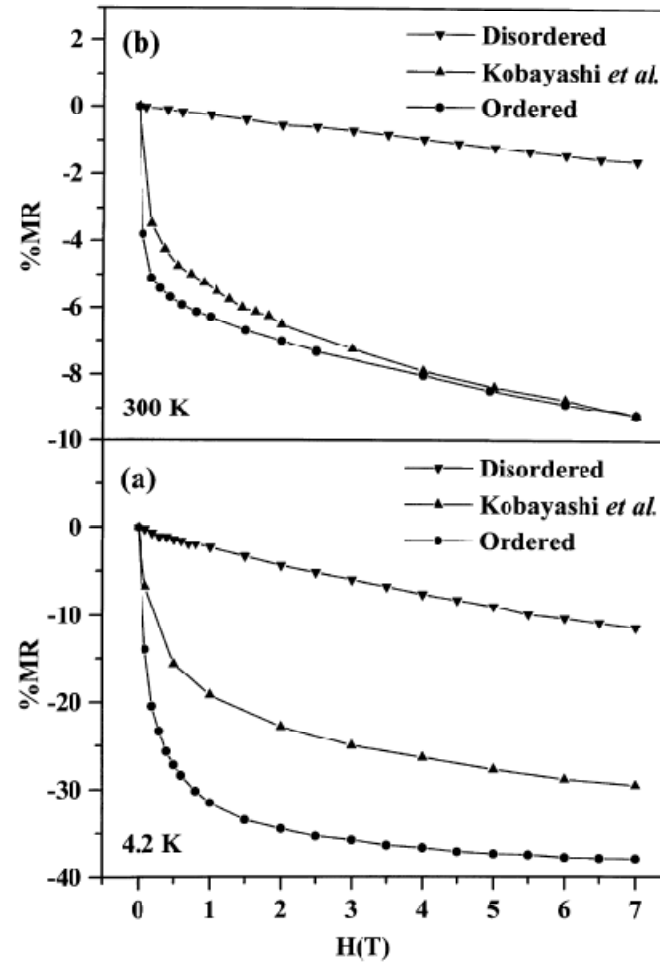 (b)
Disordered
Kobayashi et al.
Ordered
2
0
-2
-4
-6
-8
-10
%MR
300 K
(a)
Disordered
Kobayashi et al.
Ordered
0
-10
-20
-30
-40
%MR
4.2 K
0 1 2 3 4 5 6 7
H(T)